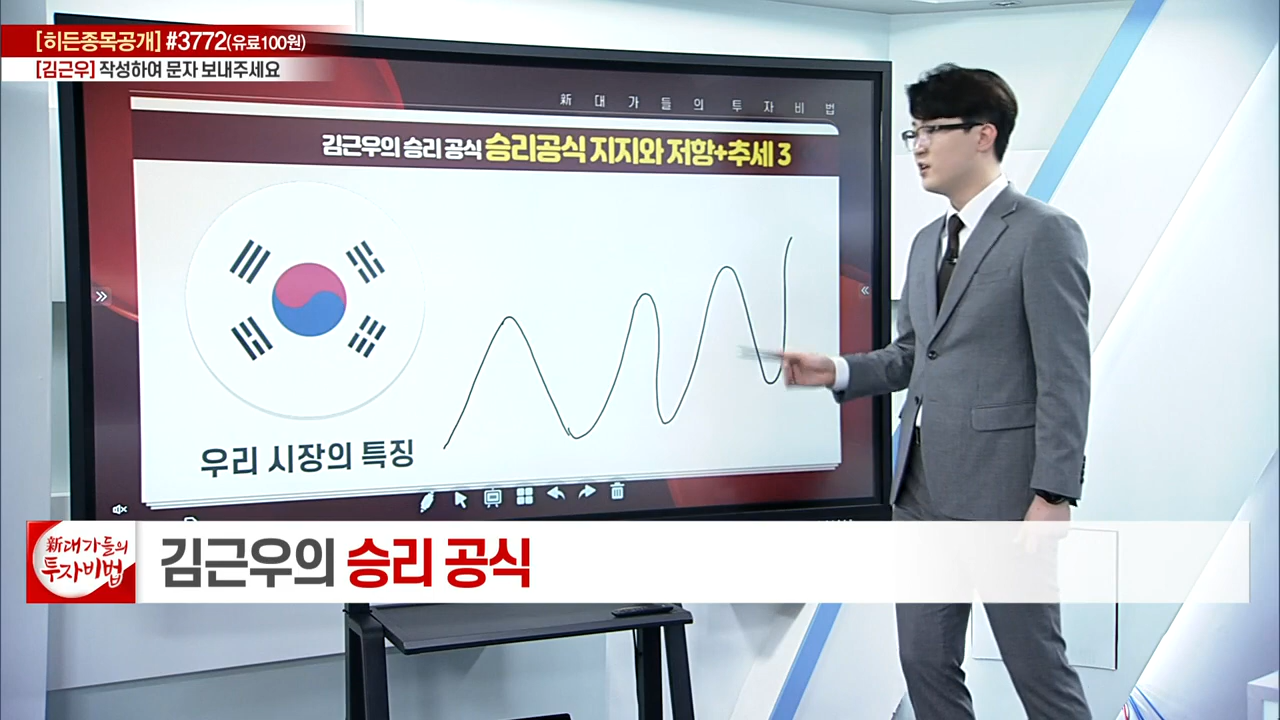 [히든종목공개] #3772(유료100원)
[김근우] 작성하여 문자 보내주세요
新 대 가 들 의 투 자 비 법
김근우의 승리 공식 승리공식 지지와 저항+추세 3
우리 시장의 특징
新대가들의
투자비법
김근우의 승리 공식